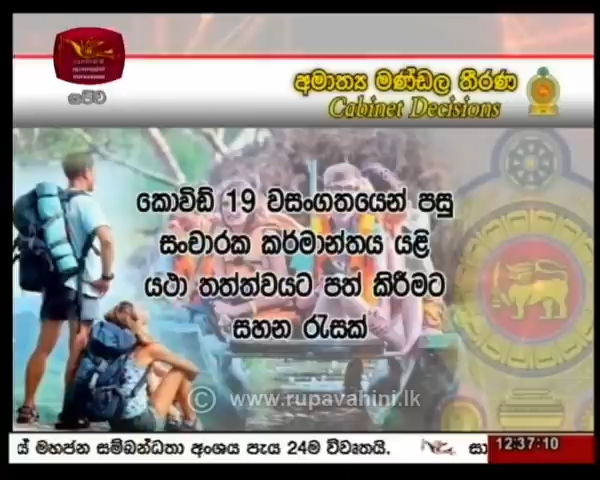 සජීවී
අමාත්‍ය මණ්ඩල තීරණ
Cabinet Decisions
කොවිඩ් 19 වසංගතයෙන් පසු
සංචාරක කර්මාන්තය යළි
යථා තත්ත්වයට පත් කිරීමට
සහන රැසක්
© www.rupavahini.lk
ය් මහජන සම්බන්ධතා අංශය පැය 24ම විවෘතයි.
සා
12:37:10